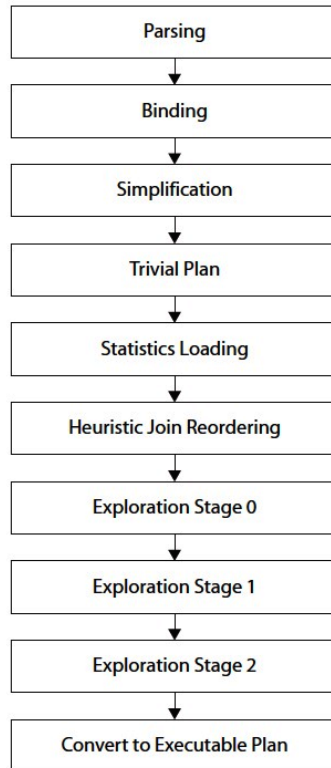 Parsing
Binding
Simplification
Trivial Plan
Statistics Loading
Heuristic Join Reordering
Exploration Stage 0
Exploration Stage 1
Exploration Stage 2
Convert to Executable Plan